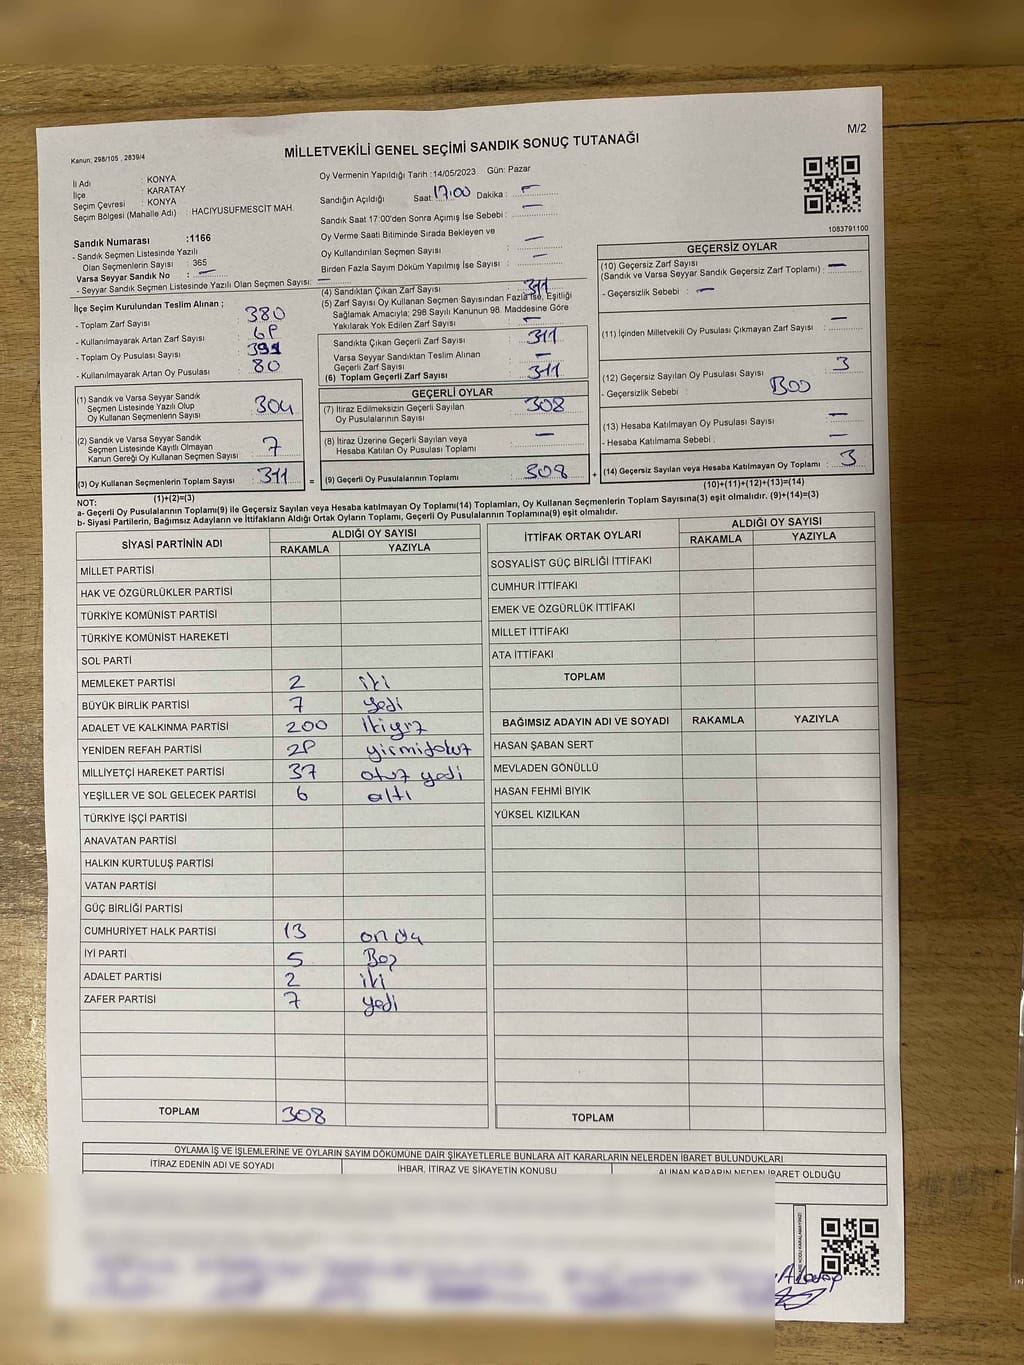 Kanun; 298/105 , 2839/4
MİLLETVEKİLİ GENEL SEÇİMİ SANDIK SONUÇ TUTANAĞI
M/2
İl Adı : KONYA
İlçe : KARATAY
Seçim Çevresi : KONYA
Seçim Bölgesi (Mahalle Adı) : HACIYUSUFMESCİT MAH.
Sandık Numarası :1166
- Sandık Seçmen Listesinde Yazılı
Olan Seçmenlerin Sayısı : 365
Varsa Seyyar Sandık No : —
- Seyyar Sandık Seçmen Listesinde Yazılı Olan Seçmen Sayısı: —
Oy Vermenin Yapıldığı Tarih :14/05/2023 Gün: Pazar
Sandığın Açıldığı Saat: 17:00 Dakika : —
Sandık Saat 17:00'den Sonra Açımış İse Sebebi : —
Oy Verme Saati Bitiminde Sırada Bekleyen ve
Oy Kullandırılan Seçmen Sayısı : —
Birden Fazla Sayım Döküm Yapılmış İse Sayısı : —
1083791100
İlçe Seçim Kurulundan Teslim Alınan ;
- Toplam Zarf Sayısı : 380
- Kullanılmayarak Artan Zarf Sayısı : 69
- Toplam Oy Pusulası Sayısı : 391
- Kullanılmayarak Artan Oy Pusulası : 80
(1) Sandık ve Varsa Seyyar Sandık
Seçmen Listesinde Yazılı Olup
Oy Kullanan Seçmenlerin Sayısı : 304
(2) Sandık ve Varsa Seyyar Sandık
Seçmen Listesinde Kayıtlı Olmayan
Kanun Gereği Oy Kullanan Seçmen Sayısı : 7
(3) Oy Kullanan Seçmenlerin Toplam Sayısı : 311
(1)+(2)=(3)
(4) Sandıktan Çıkan Zarf Sayısı : 311
(5) Zarf Sayısı Oy Kullanan Seçmen Sayısından Fazla İse, Eşitliği
Sağlamak Amacıyla; 298 Sayılı Kanunun 98. Maddesine Göre
Yakılarak Yok Edilen Zarf Sayısı : —
Sandıkta Çıkan Geçerli Zarf Sayısı : 311
Varsa Seyyar Sandıktan Teslim Alınan
Geçerli Zarf Sayısı : —
(6) Toplam Geçerli Zarf Sayısı : 311
GEÇERLİ OYLAR
(7) İtiraz Edilmeksizin Geçerli Sayılan
Oy Pusulalarının Sayısı : 308
(8) İtiraz Üzerine Geçerli Sayılan veya
Hesaba Katılan Oy Pusulası Toplamı : —
= (9) Geçerli Oy Pusulalarının Toplamı : 308 +
GEÇERSİZ OYLAR
(10) Geçersiz Zarf Sayısı
(Sandık ve Varsa Seyyar Sandık Geçersiz Zarf Toplamı) : —
- Geçersizlik Sebebi : —
(11) İçinden Milletvekili Oy Pusulası Çıkmayan Zarf Sayısı : —
(12) Geçersiz Sayılan Oy Pusulası Sayısı : 3
- Geçersizlik Sebebi :
(13) Hesaba Katılmayan Oy Pusulası Sayısı : —
- Hesaba Katılmama Sebebi : —
(14) Geçersiz Sayılan veya Hesaba Katılmayan Oy Toplamı : 3
(10)+(11)+(12)+(13)=(14)
NOT:
a- Geçerli Oy Pusulalarının Toplamı(9) ile Geçersiz Sayılan veya Hesaba Katılmayan Oy Toplamı(14) Toplamları, Oy Kullanan Seçmenlerin Toplam Sayısına(3) eşit olmalıdır. (9)+(14)=(3)
b- Siyasi Partilerin, Bağımsız Adayların ve İttifakların Aldığı Ortak Oyların Toplamı, Geçerli Oy Pusulalarının Toplamına(9) eşit olmalıdır.
SİYASİ PARTİNİN ADI ALDIĞI OY SAYISI
RAKAMLA YAZIYLA
MİLLET PARTİSİ
HAK VE ÖZGÜRLÜKLER PARTİSİ
TÜRKİYE KOMÜNİST PARTİSİ
TÜRKİYE KOMÜNİST HAREKETİ
SOL PARTİ
MEMLEKET PARTİSİ 2 iki
BÜYÜK BİRLİK PARTİSİ 7 yedi
ADALET VE KALKINMA PARTİSİ 200 ikiyüz
YENİDEN REFAH PARTİSİ 29 yirmidokuz
MİLLİYETÇİ HAREKET PARTİSİ 37 otuz yedi
YEŞİLLER VE SOL GELECEK PARTİSİ 6 altı
TÜRKİYE İŞÇİ PARTİSİ
ANAVATAN PARTİSİ
HALKIN KURTULUŞ PARTİSİ
VATAN PARTİSİ
GÜÇ BİRLİĞİ PARTİSİ
CUMHURİYET HALK PARTİSİ 13 on üç
İYİ PARTİ 5 Beş
ADALET PARTİSİ 2 iki
ZAFER PARTİSİ 7 yedi
TOPLAM 308
İTTİFAK ORTAK OYLARI ALDIĞI OY SAYISI
RAKAMLA YAZIYLA
SOSYALİST GÜÇ BİRLİĞİ İTTİFAKI
CUMHUR İTTİFAKI
EMEK VE ÖZGÜRLÜK İTTİFAKI
MİLLET İTTİFAKI
ATA İTTİFAKI
TOPLAM
BAĞIMSIZ ADAYIN ADI VE SOYADI RAKAMLA YAZIYLA
HASAN ŞABAN SERT
MEVLADEN GÖNÜLLÜ
HASAN FEHMİ BIYIK
YÜKSEL KIZILKAN
TOPLAM
OYLAMA İŞ VE İŞLEMLERİNE VE OYLARIN SAYIM DÖKÜMÜNE DAİR ŞİKAYETLERLE BUNLARA AİT KARARLARIN NELERDEN İBARET BULUNDUKLARI
İTİRAZ EDENİN ADI VE SOYADI İHBAR, İTİRAZ VE ŞİKAYETİN KONUSU ALINAN KARARIN NEDEN İBARET OLDUĞU